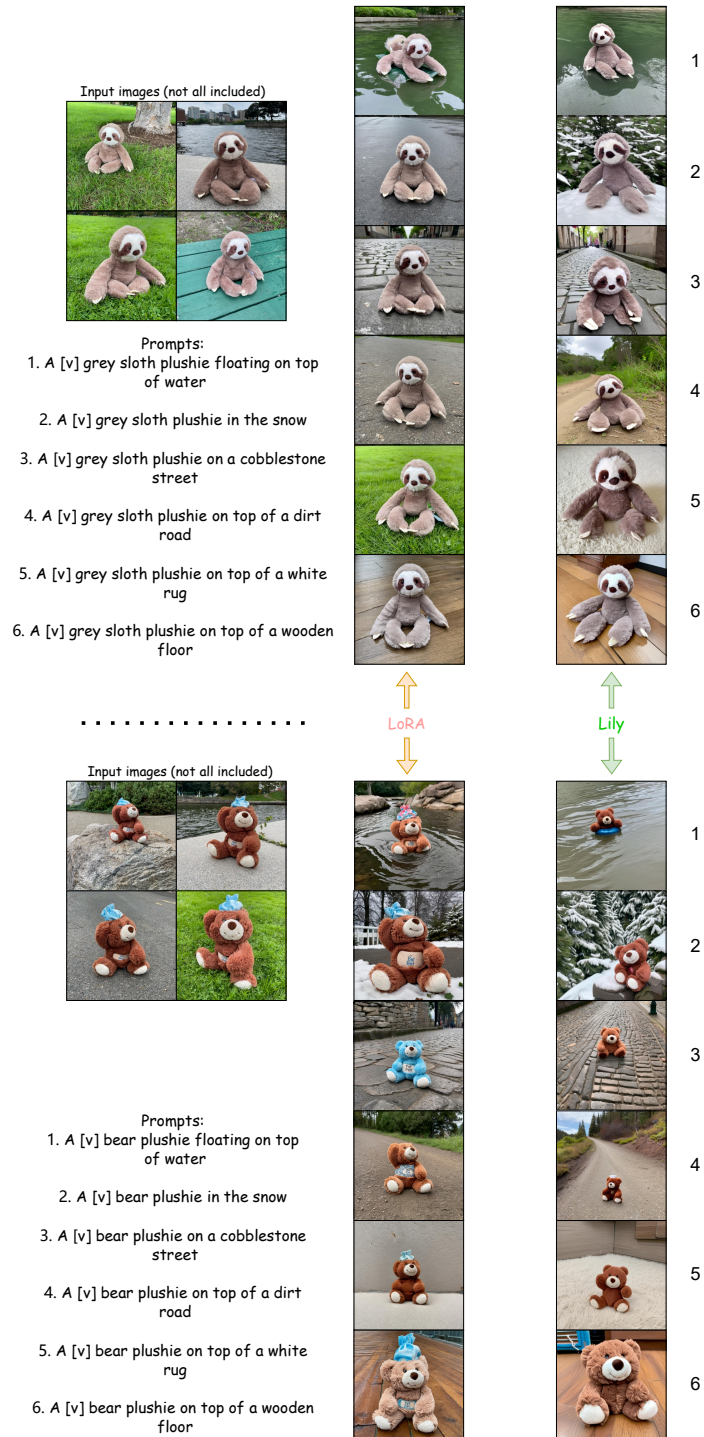 Input images (not all included)
Prompts:
1. A [v] grey sloth plushie floating on top
of water
2. A [v] grey sloth plushie in the snow
3. A [v] grey sloth plushie on a cobblestone
street
4. A [v] grey sloth plushie on top of a dirt
road
5. A [v] grey sloth plushie on top of a white
rug
6. A [v] grey sloth plushie on top of a wooden
floor
1
2
3
4
5
6
LoRA
Lily
Input images (not all included)
Prompts:
1. A [v] bear plushie floating on top
of water
2. A [v] bear plushie in the snow
3. A [v] bear plushie on a cobblestone
street
4. A [v] bear plushie on top of a dirt
road
5. A [v] bear plushie on top of a white
rug
6. A [v] bear plushie on top of a wooden
floor
1
2
3
4
5
6